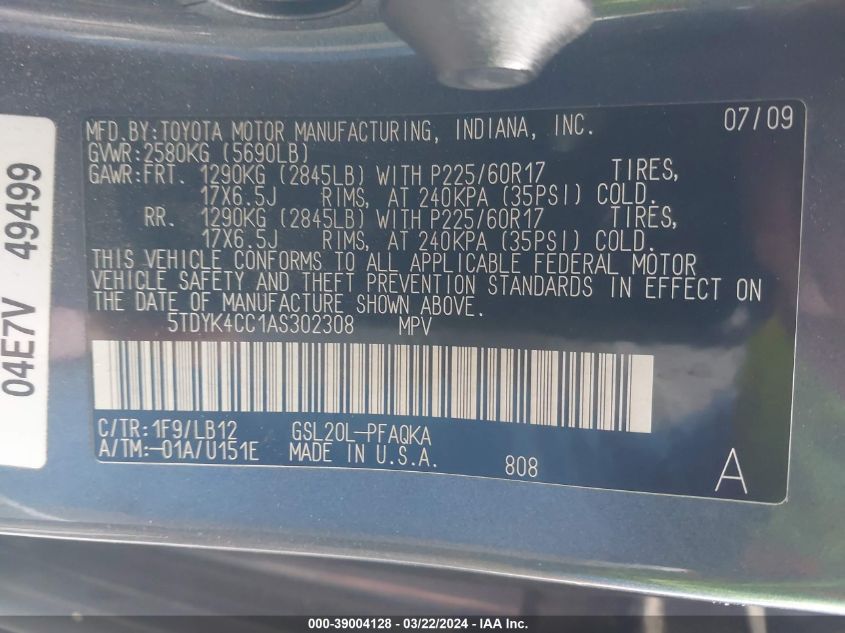 MFD.BY:TOYOTA MOTOR MANUFACTURING, INDIANA, INC. 07/09
GVWR:2580KG (5690LB)
GAWR:FRT. 1290KG (2845LB) WITH P225/60R17 TIRES,
17X6.5J RIMS, AT 240KPA (35PSI) COLD.
RR. 1290KG (2845LB) WITH P225/60R17 TIRES,
17X6.5J RIMS, AT 240KPA (35PSI) COLD.
THIS VEHICLE CONFORMS TO ALL APPLICABLE FEDERAL MOTOR
VEHICLE SAFETY AND THEFT PREVENTION STANDARDS IN EFFECT ON
THE DATE OF MANUFACTURE SHOWN ABOVE.
5TDYK4CC1AS302308 MPV
C/TR:1F9/LB12 GSL20L-PFAQKA
A/TM:-01A/U151E MADE IN U.S.A. 808 A
04E7V 49499
000-39004128 - 03/22/2024 - IAA Inc.